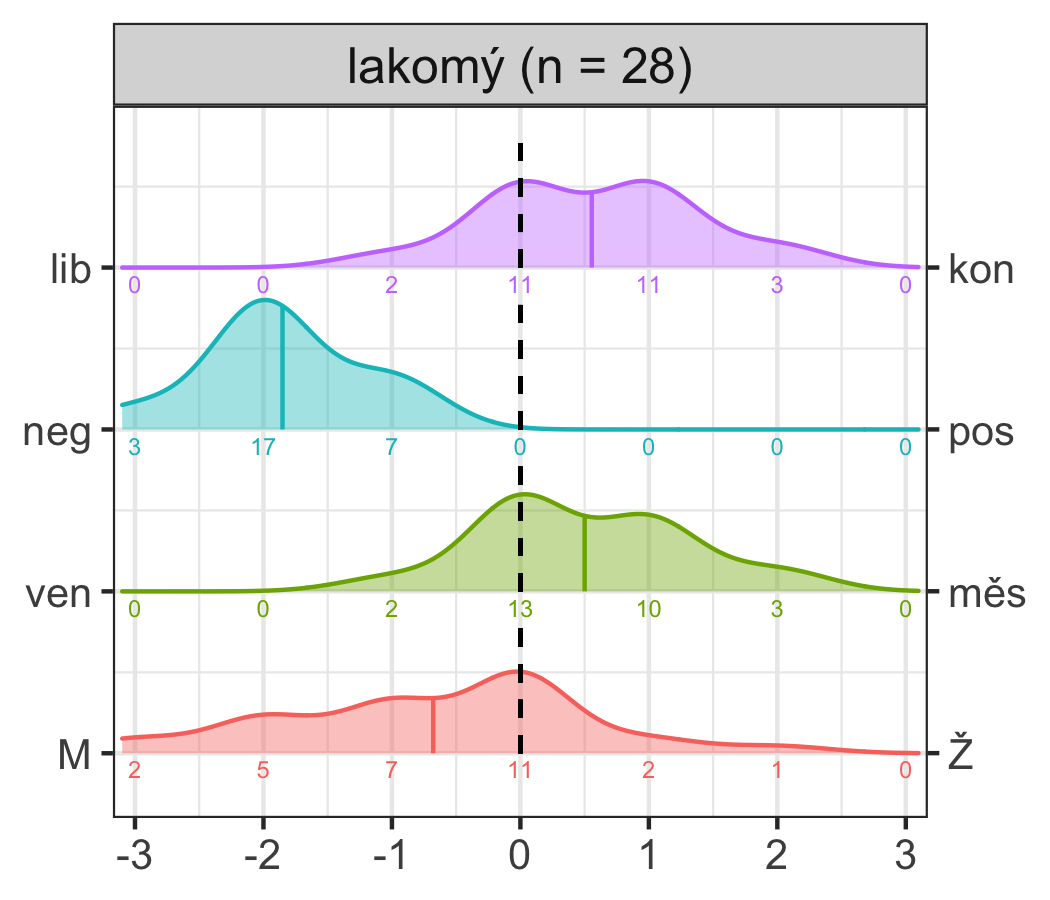 lakomý (n = 28)
lib kon
0 0 2 11 11 3 0
neg pos
3 17 7 0 0 0 0
ven měs
0 0 2 13 10 3 0
M Ž
2 5 7 11 2 1 0
-3 -2 -1 0 1 2 3